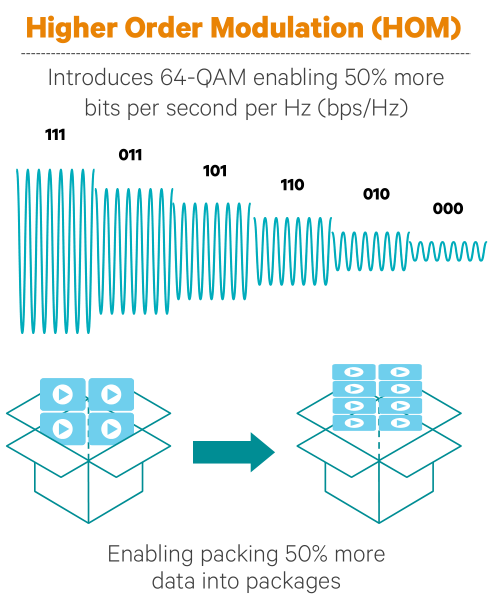 Higher Order Modulation (HOM)
Introduces 64-QAM enabling 50% more
bits per second per Hz (bps/Hz)
111
011
101
110
010
000
Enabling packing 50% more
data into packages